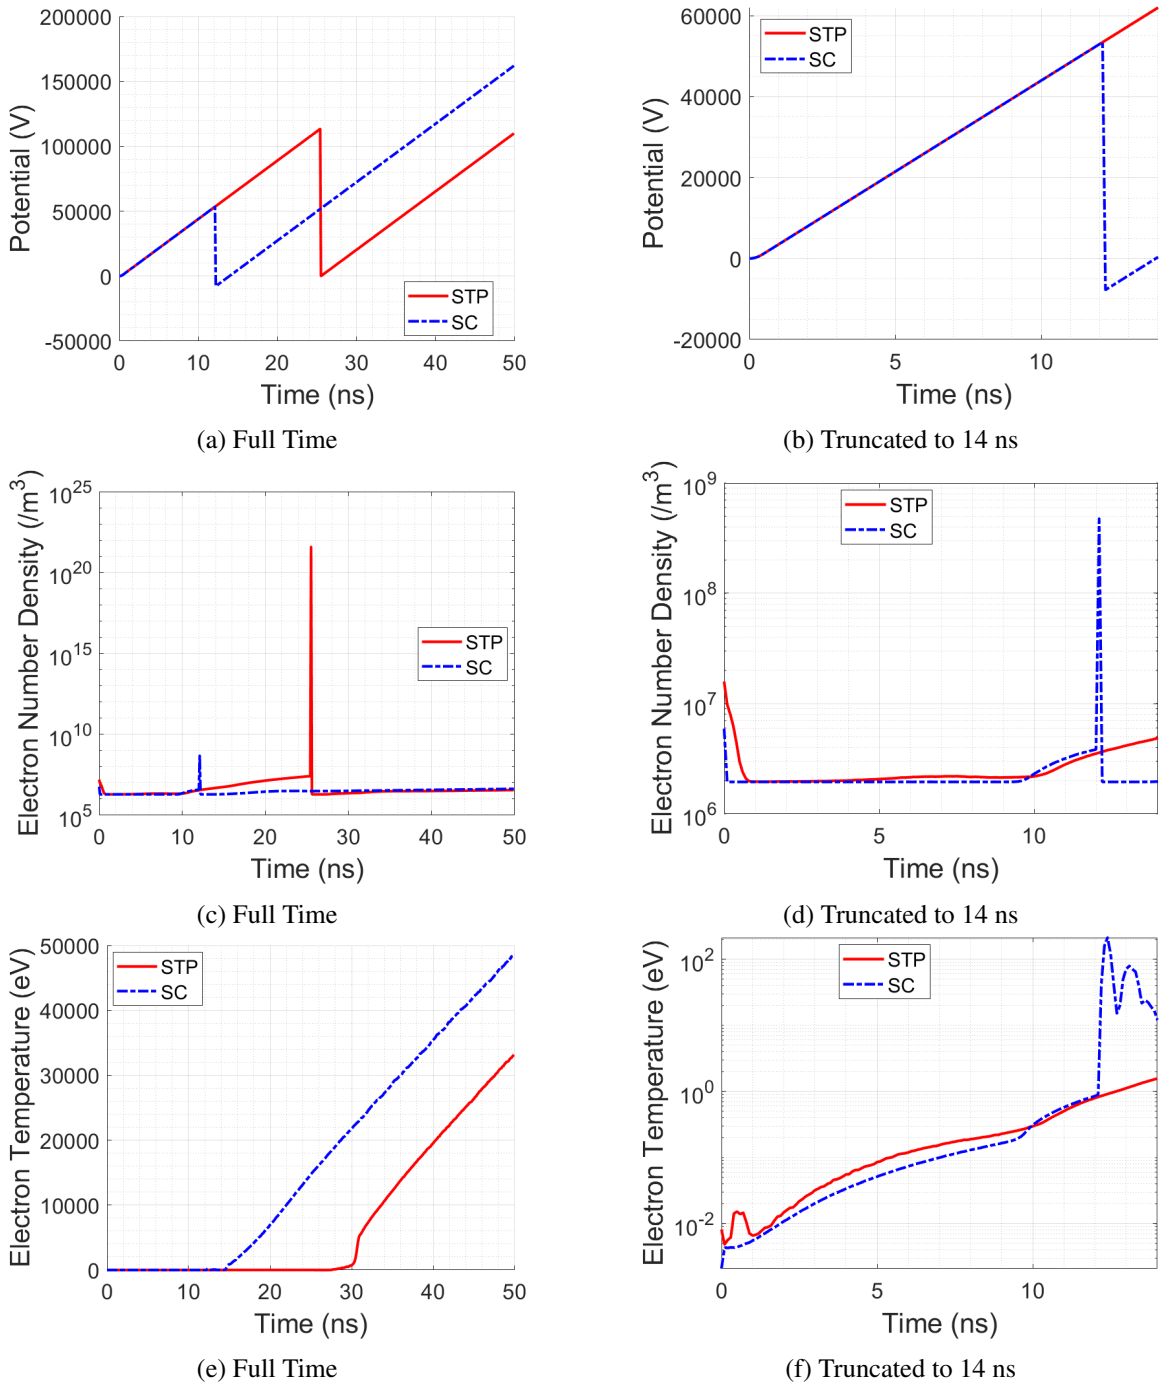 200000
150000
100000
50000
0
-50000
Potential (V)
STP
SC
0 10 20 30 40 50
Time (ns)
(a) Full Time
60000
40000
20000
0
-20000
Potential (V)
STP
SC
0 5 10
Time (ns)
(b) Truncated to 14 ns
10^25
10^20
10^15
10^10
10^5
Electron Number Density (/m^3)
STP
SC
0 10 20 30 40 50
Time (ns)
(c) Full Time
10^9
10^8
10^7
10^6
Electron Number Density (/m^3)
STP
SC
0 5 10
Time (ns)
(d) Truncated to 14 ns
50000
40000
30000
20000
10000
0
Electron Temperature (eV)
STP
SC
0 10 20 30 40 50
Time (ns)
(e) Full Time
10^2
10^0
10^-2
Electron Temperature (eV)
STP
SC
0 5 10
Time (ns)
(f) Truncated to 14 ns